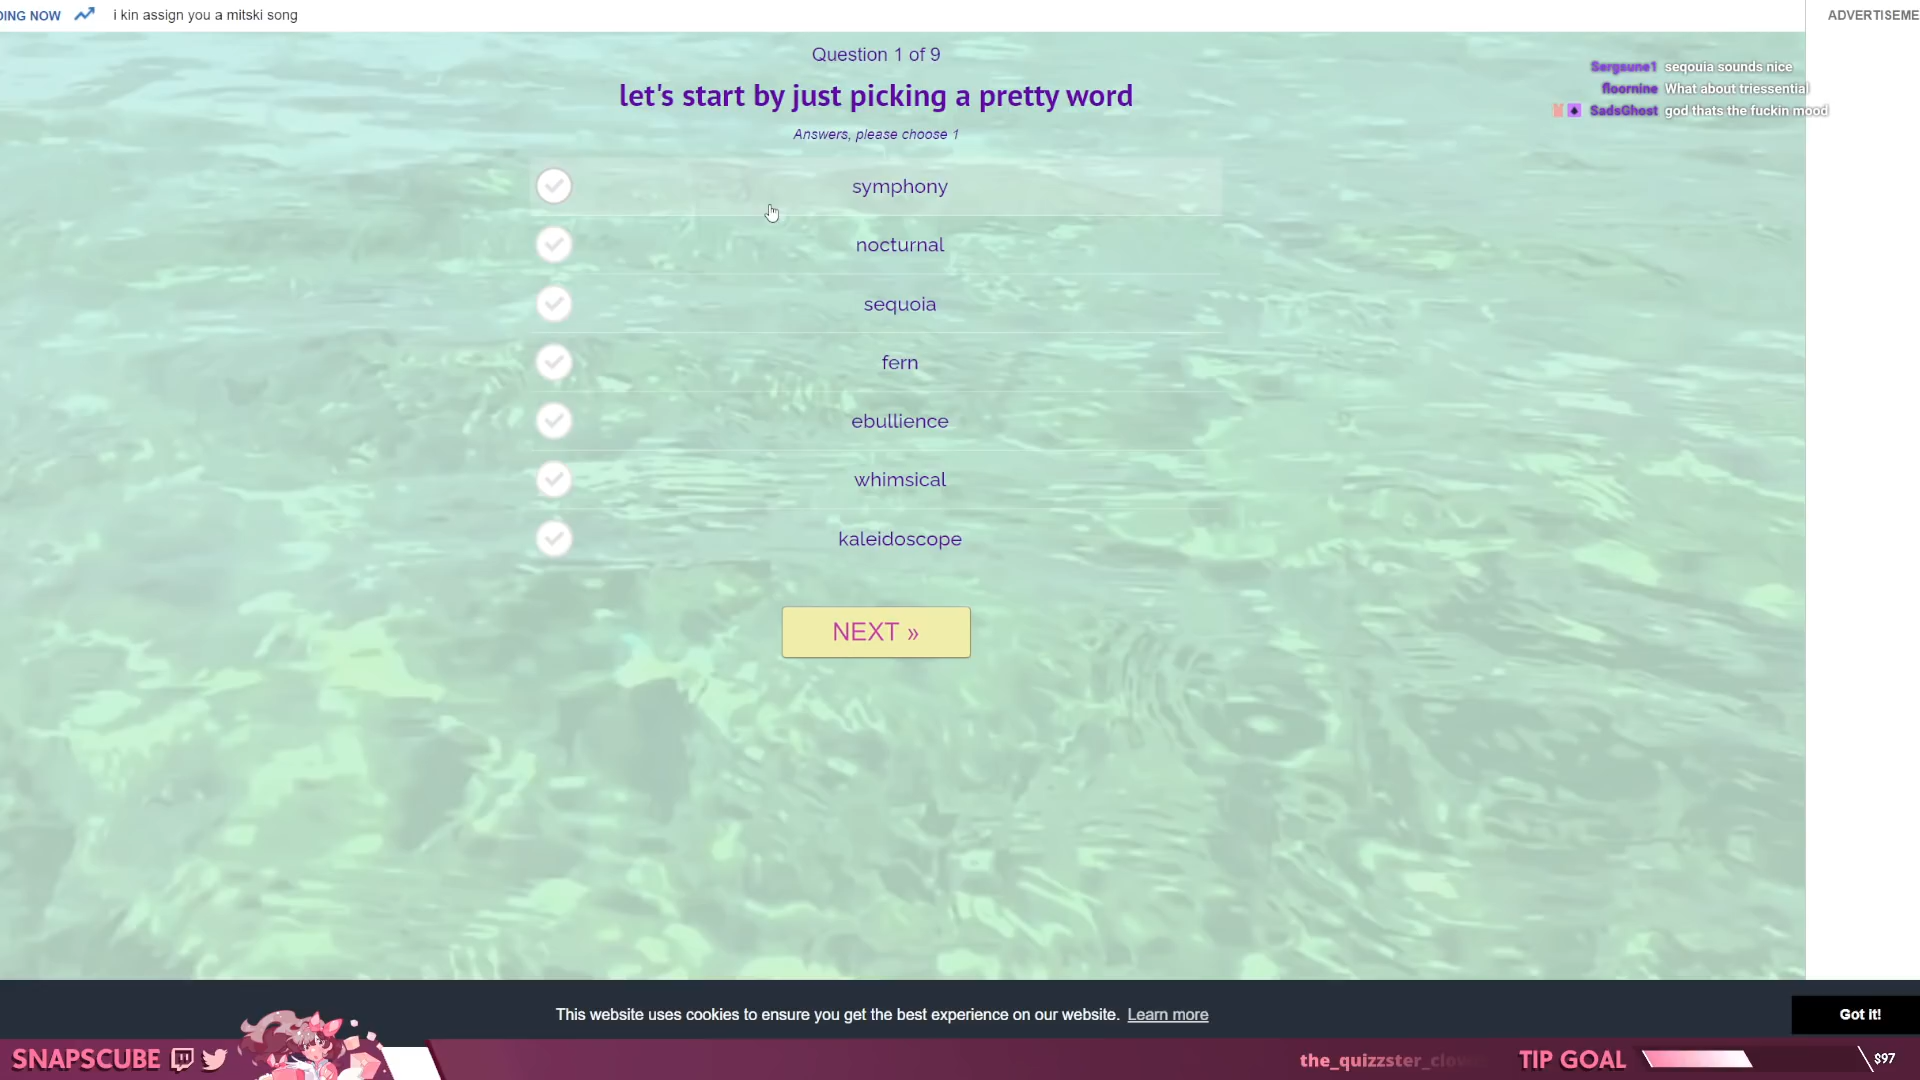 DING NOW i kin assign you a mitski song
ADVERTISEME
Question 1 of 9
let's start by just picking a pretty word
Answers, please choose 1
Sergsune1 seqouia sounds nice
floornine What about triessential
SadsGhost god thats the fuckin mood
symphony
nocturnal
sequoia
fern
ebullience
whimsical
kaleidoscope
NEXT »
This website uses cookies to ensure you get the best experience on our website. Learn more
Got it!
SNAPSCUBE
the_quizzster_clow
TIP GOAL
$97